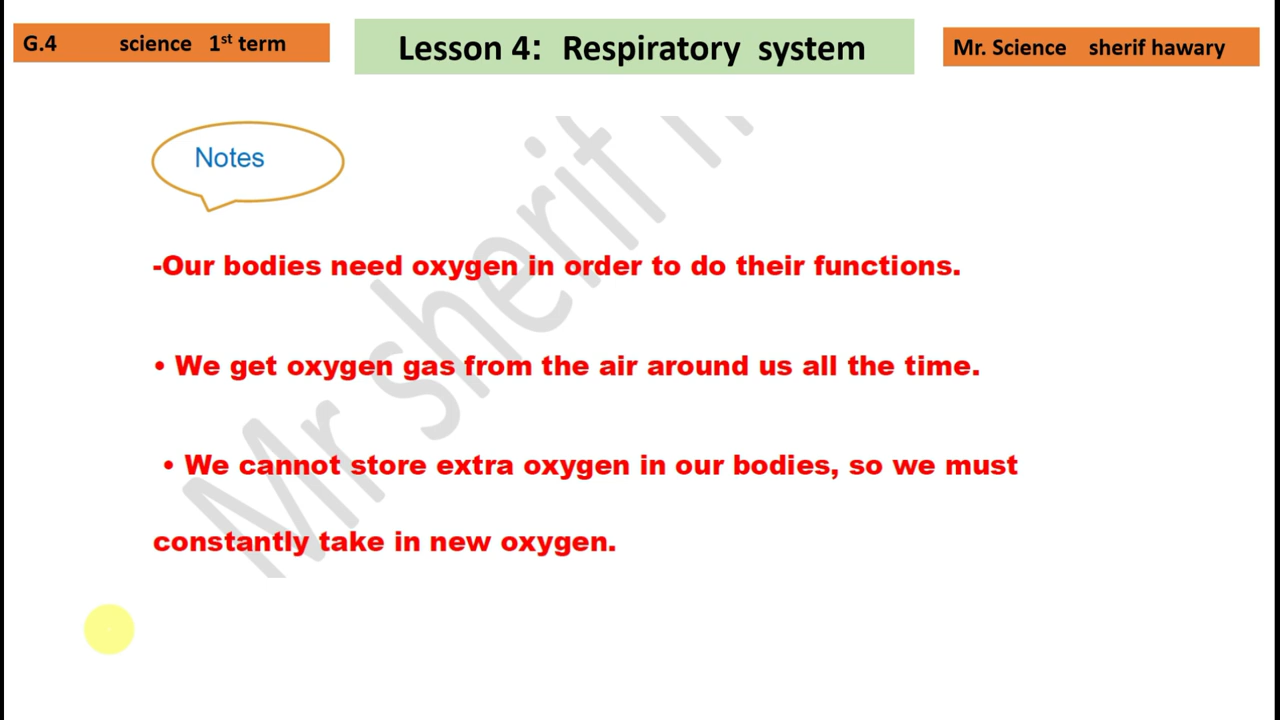 G.4 science 1st term
Lesson 4: Respiratory system
Mr. Science sherif hawary
Notes
-Our bodies need oxygen in order to do their functions.
• We get oxygen gas from the air around us all the time.
• We cannot store extra oxygen in our bodies, so we must
constantly take in new oxygen.
Mr sherif